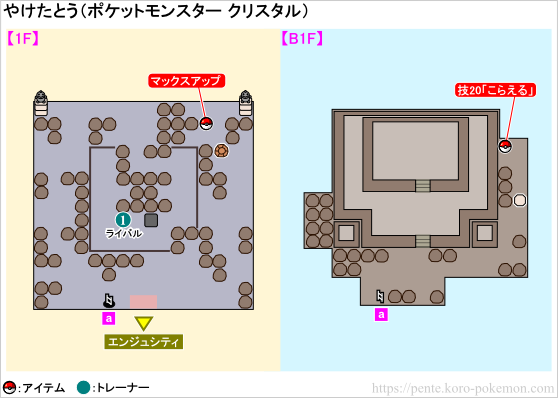 やけたとう（ポケットモンスター クリスタル）
【1F】
【B1F】
マックスアップ
技20「こらえる」
1
ライバル
a
a
エンジュシティ
：アイテム
：トレーナー
https://pente.koro-pokemon.com/